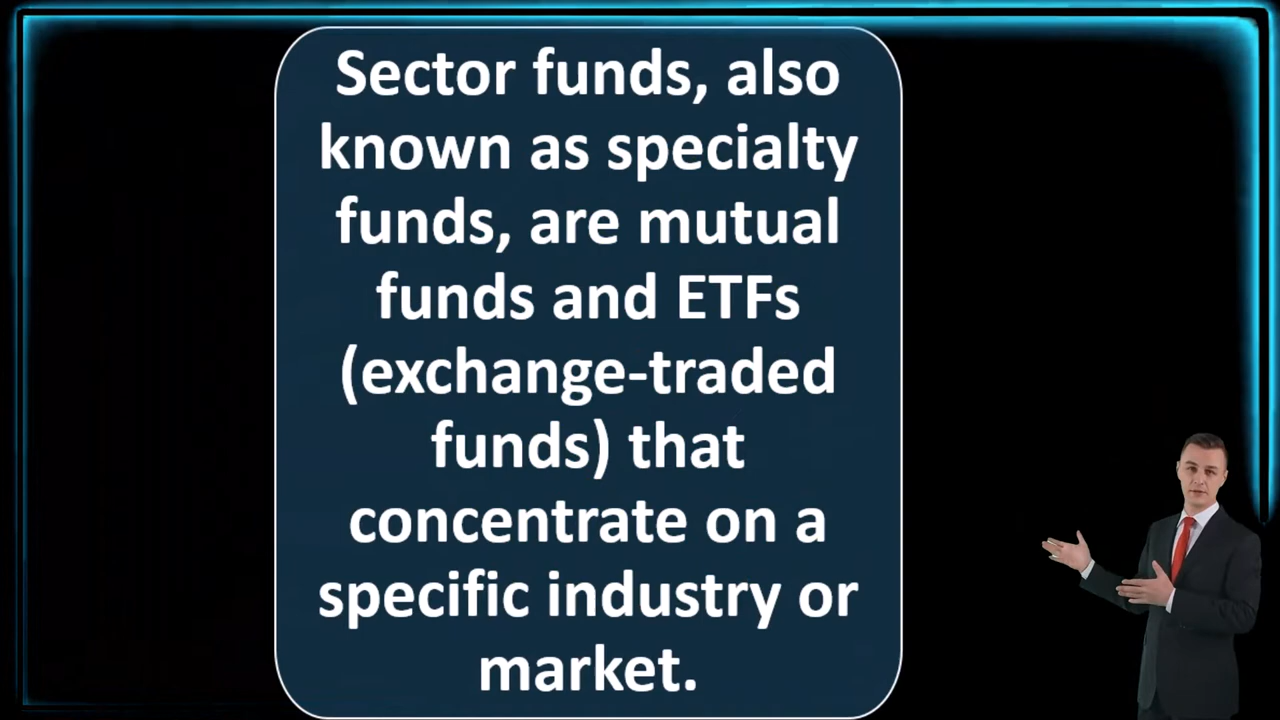 Sector funds, also
known as specialty
funds, are mutual
funds and ETFs
(exchange-traded
funds) that
concentrate on a
specific industry or
market.